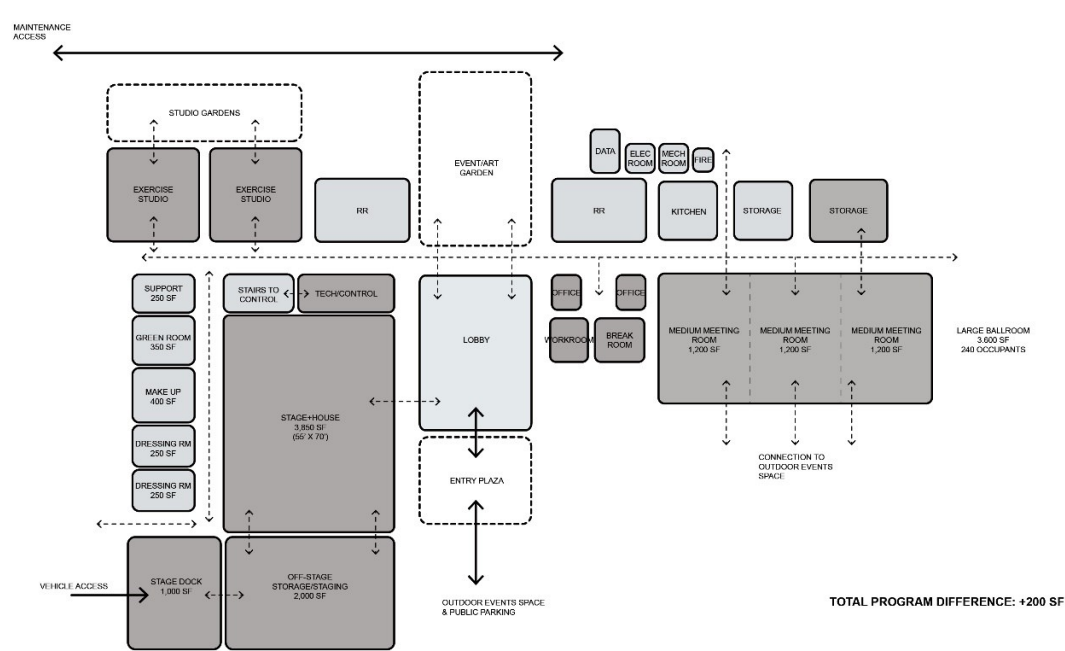 MAINTENANCE
ACCESS
STUDIO GARDENS
EVENT/ART
GARDEN
DATA
ELEC
ROOM
MECH
ROOM
FIRE
EXERCISE
STUDIO
EXERCISE
STUDIO
RR
RR
KITCHEN
STORAGE
STORAGE
SUPPORT
250 SF
STAIRS TO
CONTROL
TECH/CONTROL
OFFICE
OFFICE
GREEN ROOM
350 SF
LOBBY
WORKROOM
BREAK
ROOM
MEDIUM MEETING
ROOM
1,200 SF
MEDIUM MEETING
ROOM
1,200 SF
MEDIUM MEETING
ROOM
1,200 SF
LARGE BALLROOM
3,600 SF
240 OCCUPANTS
MAKE UP
400 SF
STAGE+HOUSE
3,850 SF
(55' X 70')
DRESSING RM
250 SF
DRESSING RM
250 SF
ENTRY PLAZA
CONNECTION TO
OUTDOOR EVENTS
SPACE
VEHICLE ACCESS
STAGE DOCK
1,000 SF
OFF-STAGE
STORAGE/STAGING
2,000 SF
OUTDOOR EVENTS SPACE
& PUBLIC PARKING
TOTAL PROGRAM DIFFERENCE: +200 SF